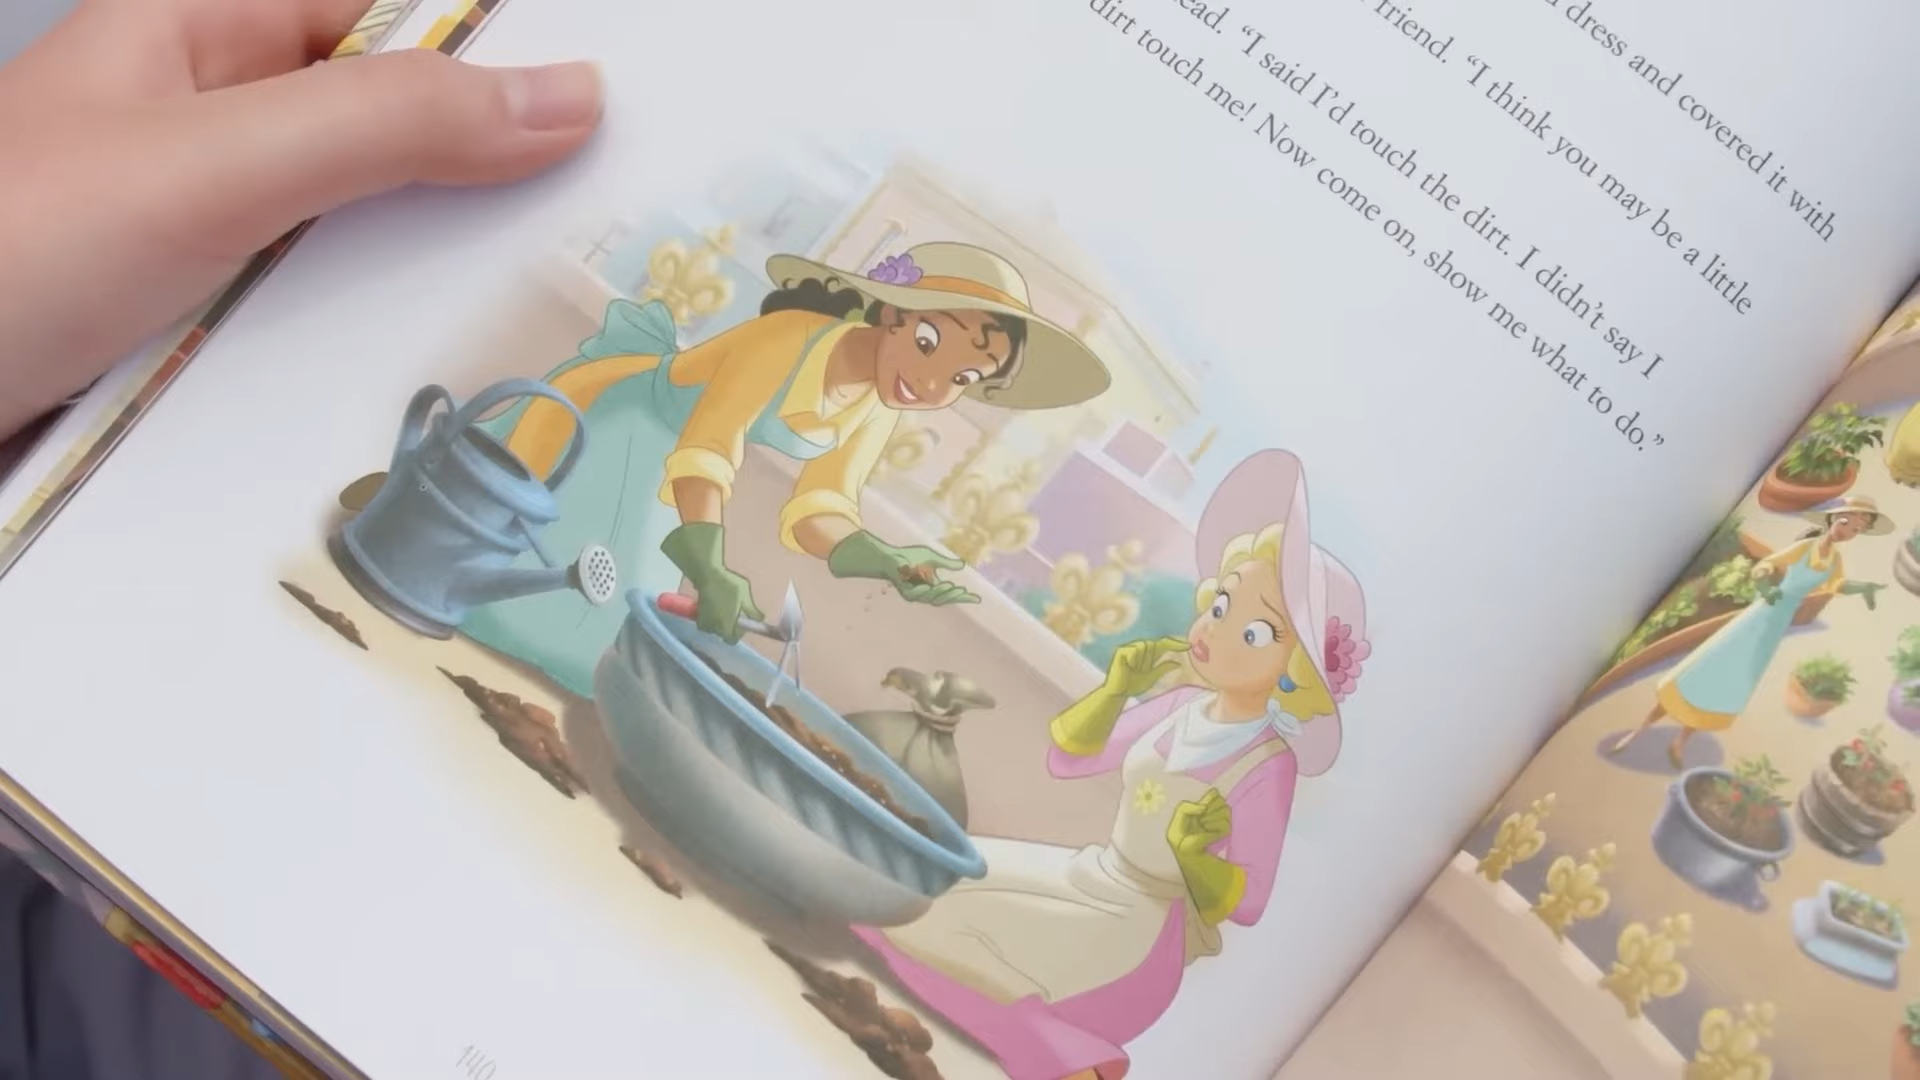 dress and covered it with
friend. “I think you may be a little
“I said I’d touch the dirt. I didn’t say I
dirt touch me! Now come on, show me what to do.”
140